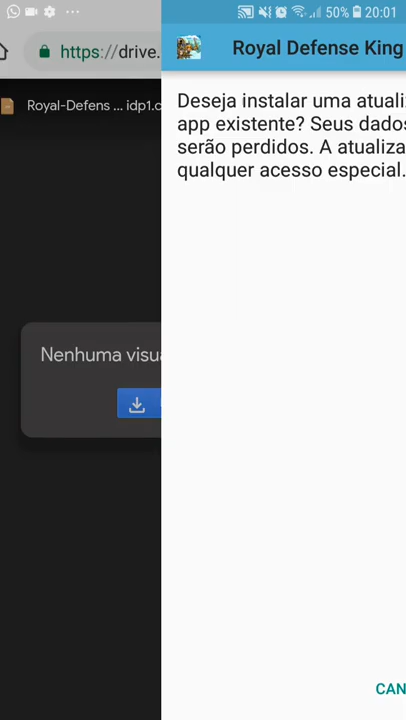 50% 20:01
https://drive.
Royal Defense King
Royal-Defens ... idp1.c
Deseja instalar uma atuali
app existente? Seus dados
serão perdidos. A atualiza
qualquer acesso especial.
Nenhuma visua
CAN